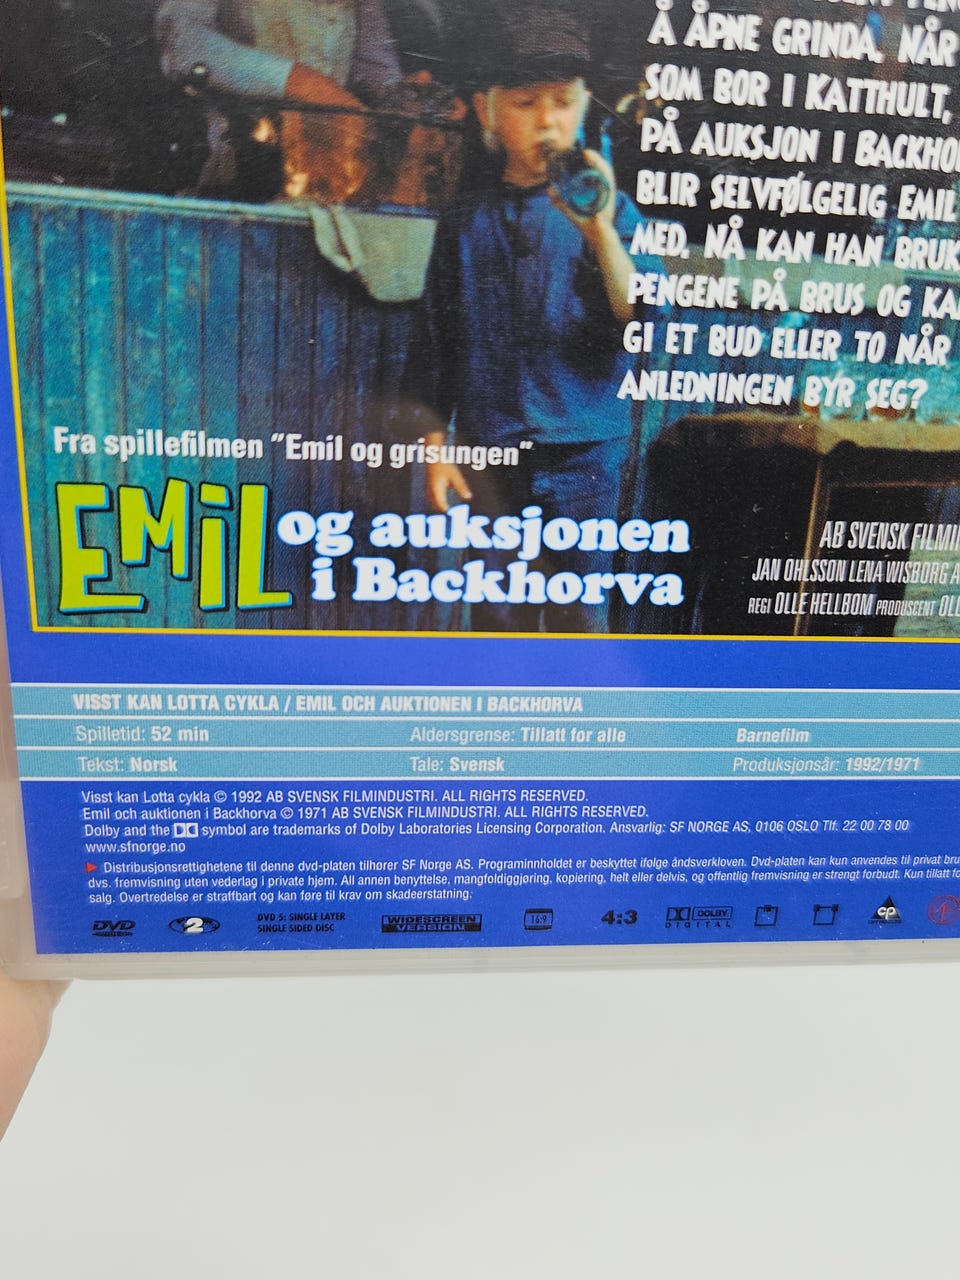 Å ÅPNE GRINDA, NÅR
SOM BOR I KATTHULT,
PÅ AUKSJON I
BLIR SELVFØLGELIG EMIL
MED. NÅ KAN HAN
PENGENE PÅ BRUS OG
GI ET BUD ELLER TO NÅR
ANLEDNINGEN BYR SEG?
Fra spillefilmen "Emil og grisungen"
EMIL og auksjonen
i Backhorva
AB SVENSK
JAN OHLSSON LENA WISBORG
REGI OLLE HELLBOM PRODUSCENT
VISST KAN LOTTA CYKLA / EMIL OCH AUKTIONEN I BACKHORVA
Spilletid: 52 min Aldersgrense: Tillatt for alle Barnefilm
Tekst: Norsk Tale: Svensk Produksjonsår: 1992/1971
Visst kan Lotta cykla © 1992 AB SVENSK FILMINDUSTRI. ALL RIGHTS RESERVED.
Emil och auktionen i Backhorva © 1971 AB SVENSK FILMINDUSTRI. ALL RIGHTS RESERVED.
Dolby and the symbol are trademarks of Dolby Laboratories Licensing Corporation. Ansvarlig: SF NORGE AS, 0106 OSLO Tlf. 22 00 78 00
www.sfnorge.no
Distribusjonsrettighetene til denne dvd-platen tilhører SF Norge AS. Programinnholdet er beskyttet ifølge åndsverkloven. Dvd-platen kan kun anvendes til privat
dvs. fremvisning uten vederlag i private hjem. All annen benyttelse, mangfoldiggjøring, kopiering, helt eller delvis, og offentlig fremvisning er strengt forbudt. Kun tillatt
salg. Overtredelse er straffbart og kan føre til krav om skadeerstatning.
DVD 2 DVD 5: SINGLE LAYER WIDESCREEN 16:9 4:3 DOLBY cp
SINGLE SIDED DISC VERSION DIGITAL